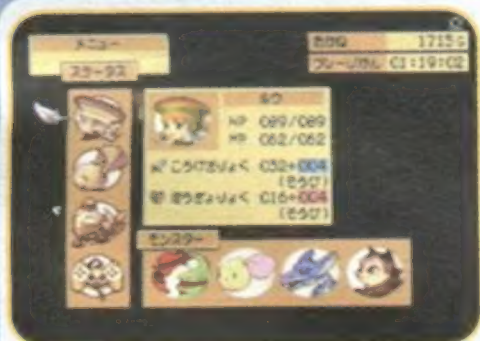 メニュー
おかね 1715G
プレーじかん 01:19:02
ステータス
ルウ
HP 089/089
MP 062/062
こうげきりょく 032+004
(そうび)
ぼうぎょりょく 016+004
(そうび)
モンスター